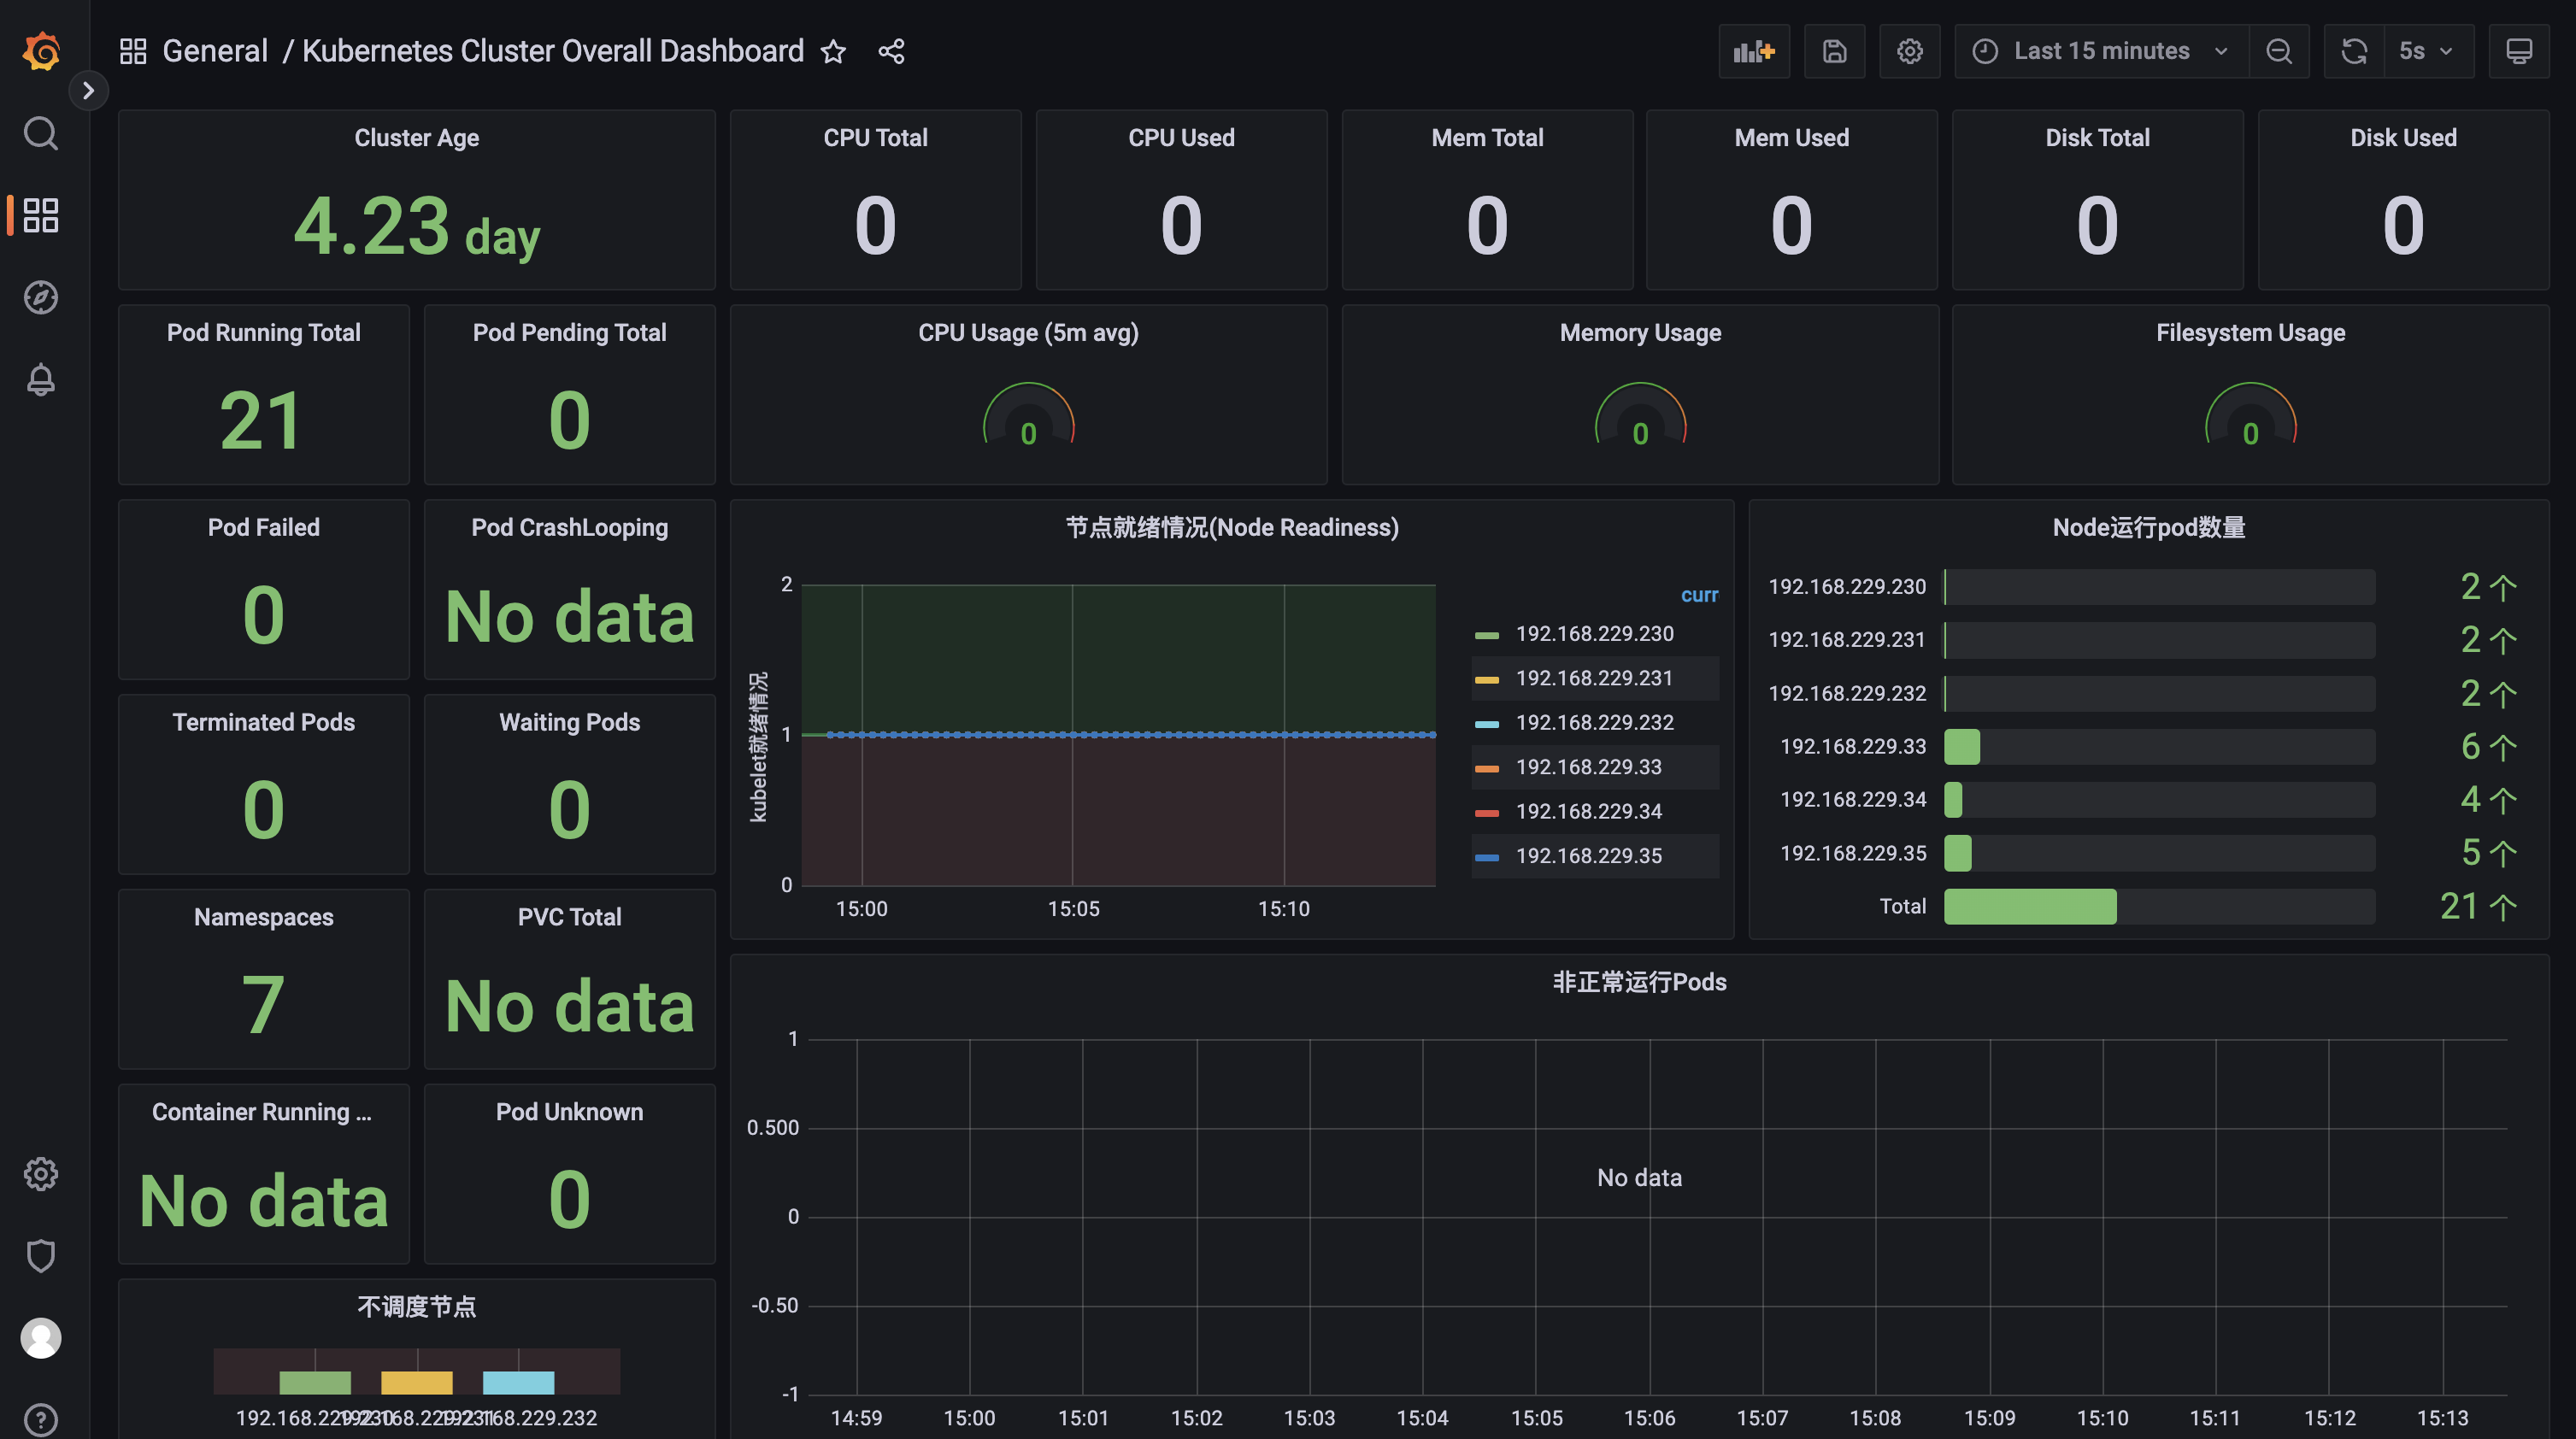 General / Kubernetes Cluster Overall Dashboard
Last 15 minutes
5s
Cluster Age
4.23 day
CPU Total
0
CPU Used
0
Mem Total
0
Mem Used
0
Disk Total
0
Disk Used
0
Pod Running Total
21
Pod Pending Total
0
CPU Usage (5m avg)
0
Memory Usage
0
Filesystem Usage
0
Pod Failed
0
Pod CrashLooping
No data
节点就绪情况(Node Readiness)
kubelet就绪情况
2
1
0
15:00
15:05
15:10
curr
192.168.229.230
192.168.229.231
192.168.229.232
192.168.229.33
192.168.229.34
192.168.229.35
Node运行pod数量
192.168.229.230 2 个
192.168.229.231 2 个
192.168.229.232 2 个
192.168.229.33 6 个
192.168.229.34 4 个
192.168.229.35 5 个
Total 21 个
Terminated Pods
0
Waiting Pods
0
Namespaces
7
PVC Total
No data
非正常运行Pods
1
0.500
0
-0.50
-1
No data
14:59
15:00
15:01
15:02
15:03
15:04
15:05
15:06
15:07
15:08
15:09
15:10
15:11
15:12
15:13
Container Running ...
No data
Pod Unknown
0
不调度节点
192.168.229.230
192.168.229.231
192.168.229.232